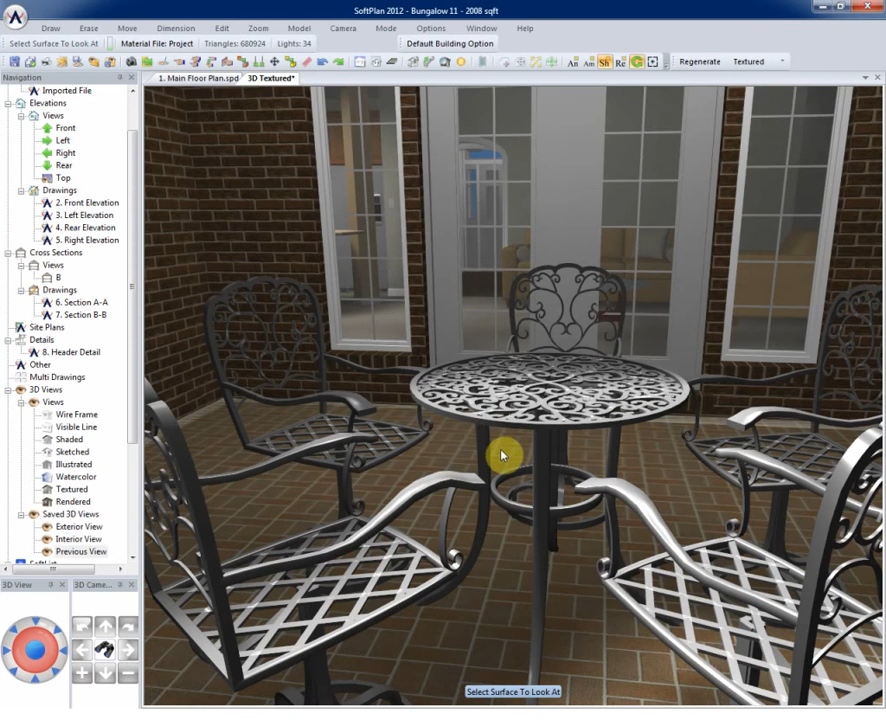 SoftPlan 2012 - Bungalow 11 - 2008 sqft
Draw Erase Move Dimension Edit Zoom Model Camera Mode Options Window Help
Select Surface To Look At Material File: Project Triangles: 680924 Lights: 34 Default Building Option
An Am Sh Re Regenerate Textured
Navigation
1. Main Floor Plan.spd 3D Textured*
Imported File
Elevations
Views
Front
Left
Right
Rear
Top
Drawings
2. Front Elevation
3. Left Elevation
4. Rear Elevation
5. Right Elevation
Cross Sections
Views
B
Drawings
6. Section A-A
7. Section B-B
Site Plans
Details
8. Header Detail
Other
Multi Drawings
3D Views
Views
Wire Frame
Visible Line
Shaded
Sketched
Illustrated
Watercolor
Textured
Rendered
Saved 3D Views
Exterior View
Interior View
Previous View
SoftList
3D View 3D Came...
Select Surface To Look At